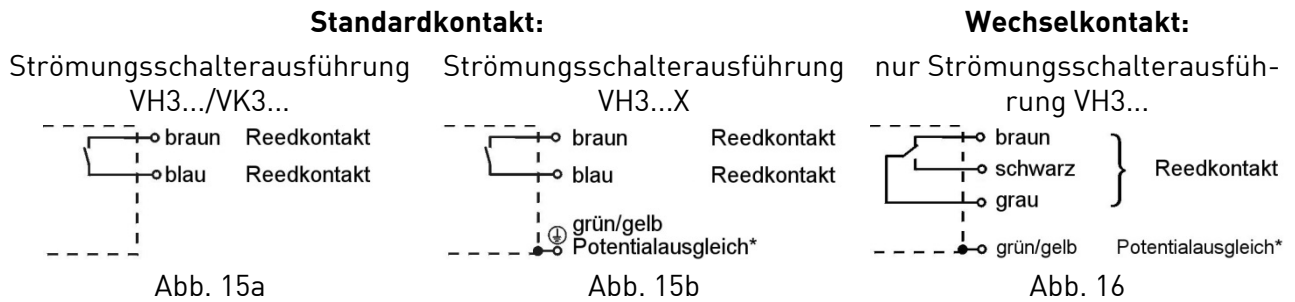 Standardkontakt:
Wechselkontakt:
Strömungsschalterausführung
VH3.../VK3...
braun Reedkontakt
blau Reedkontakt
Abb. 15a
Strömungsschalterausführung
VH3...X
braun Reedkontakt
blau Reedkontakt
grün/gelb
Potentialausgleich*
Abb. 15b
nur Strömungsschalterausfüh-
rung VH3...
braun
schwarz Reedkontakt
grau
grün/gelb Potentialausgleich*
Abb. 16